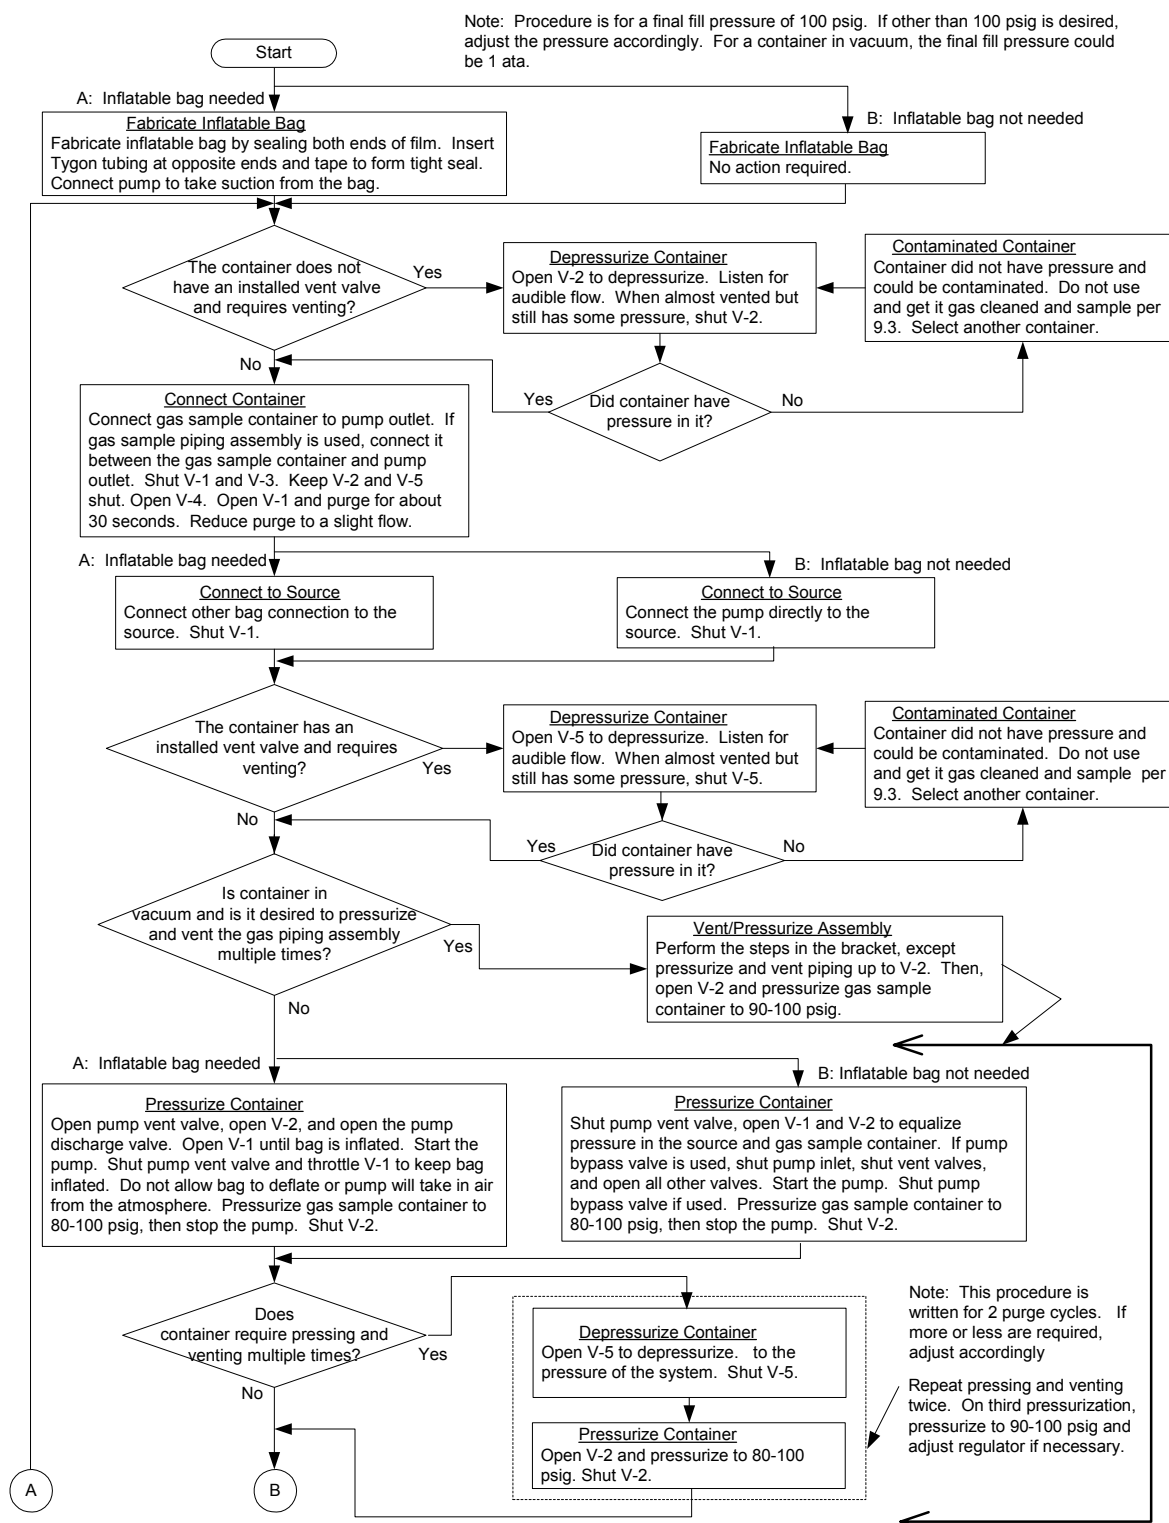 Note: Procedure is for a final fill pressure of 100 psig. If other than 100 psig is desired,
adjust the pressure accordingly. For a container in vacuum, the final fill pressure could
be 1 ata.
Start
A: Inflatable bag needed
B: Inflatable bag not needed
Fabricate Inflatable Bag
Fabricate inflatable bag by sealing both ends of film. Insert
Tygon tubing at opposite ends and tape to form tight seal.
Connect pump to take suction from the bag.
Fabricate Inflatable Bag
No action required.
The container does not
have an installed vent valve
and requires venting?
Yes
No
Depressurize Container
Open V-2 to depressurize. Listen for
audible flow. When almost vented but
still has some pressure, shut V-2.
Contaminated Container
Container did not have pressure and
could be contaminated. Do not use
and get it gas cleaned and sample per
9.3. Select another container.
Did container have
pressure in it?
Yes
No
Connect Container
Connect gas sample container to pump outlet. If
gas sample piping assembly is used, connect it
between the gas sample container and pump
outlet. Shut V-1 and V-3. Keep V-2 and V-5
shut. Open V-4. Open V-1 and purge for about
30 seconds. Reduce purge to a slight flow.
A: Inflatable bag needed
B: Inflatable bag not needed
Connect to Source
Connect other bag connection to the
source. Shut V-1.
Connect to Source
Connect the pump directly to the
source. Shut V-1.
The container has an
installed vent valve and requires
venting?
Yes
No
Depressurize Container
Open V-5 to depressurize. Listen for
audible flow. When almost vented but
still has some pressure, shut V-5.
Contaminated Container
Container did not have pressure and
could be contaminated. Do not use
and get it gas cleaned and sample per
9.3. Select another container.
Did container have
pressure in it?
Yes
No
Is container in
vacuum and is it desired to pressurize
and vent the gas piping assembly
multiple times?
Yes
No
Vent/Pressurize Assembly
Perform the steps in the bracket, except
pressurize and vent piping up to V-2. Then,
open V-2 and pressurize gas sample
container to 90-100 psig.
A: Inflatable bag needed
B: Inflatable bag not needed
Pressurize Container
Open pump vent valve, open V-2, and open the pump
discharge valve. Open V-1 until bag is inflated. Start the
pump. Shut pump vent valve and throttle V-1 to keep bag
inflated. Do not allow bag to deflate or pump will take in air
from the atmosphere. Pressurize gas sample container to
80-100 psig, then stop the pump. Shut V-2.
Pressurize Container
Shut pump vent valve, open V-1 and V-2 to equalize
pressure in the source and gas sample container. If pump
bypass valve is used, shut pump inlet, shut vent valves,
and open all other valves. Start the pump. Shut pump
bypass valve if used. Pressurize gas sample container to
80-100 psig, then stop the pump. Shut V-2.
Does
container require pressing and
venting multiple times?
Yes
No
Depressurize Container
Open V-5 to depressurize. to the
pressure of the system. Shut V-5.
Pressurize Container
Open V-2 and pressurize to 80-100
psig. Shut V-2.
Note: This procedure is
written for 2 purge cycles. If
more or less are required,
adjust accordingly
Repeat pressing and venting
twice. On third pressurization,
pressurize to 90-100 psig and
adjust regulator if necessary.
A
B